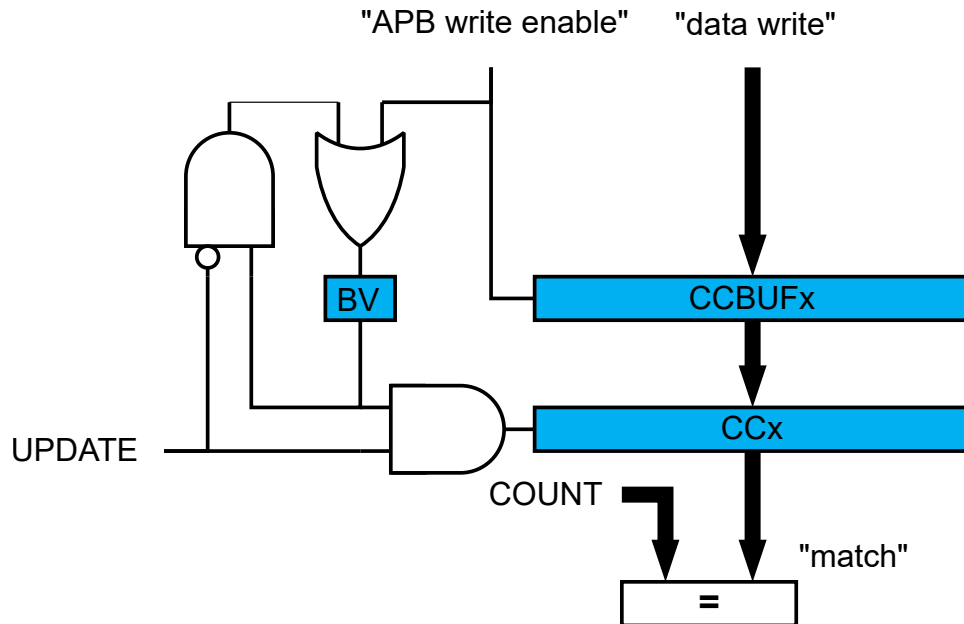 "APB write enable"
"data write"
BV
CCBUFx
UPDATE
CCx
COUNT
"match"
=